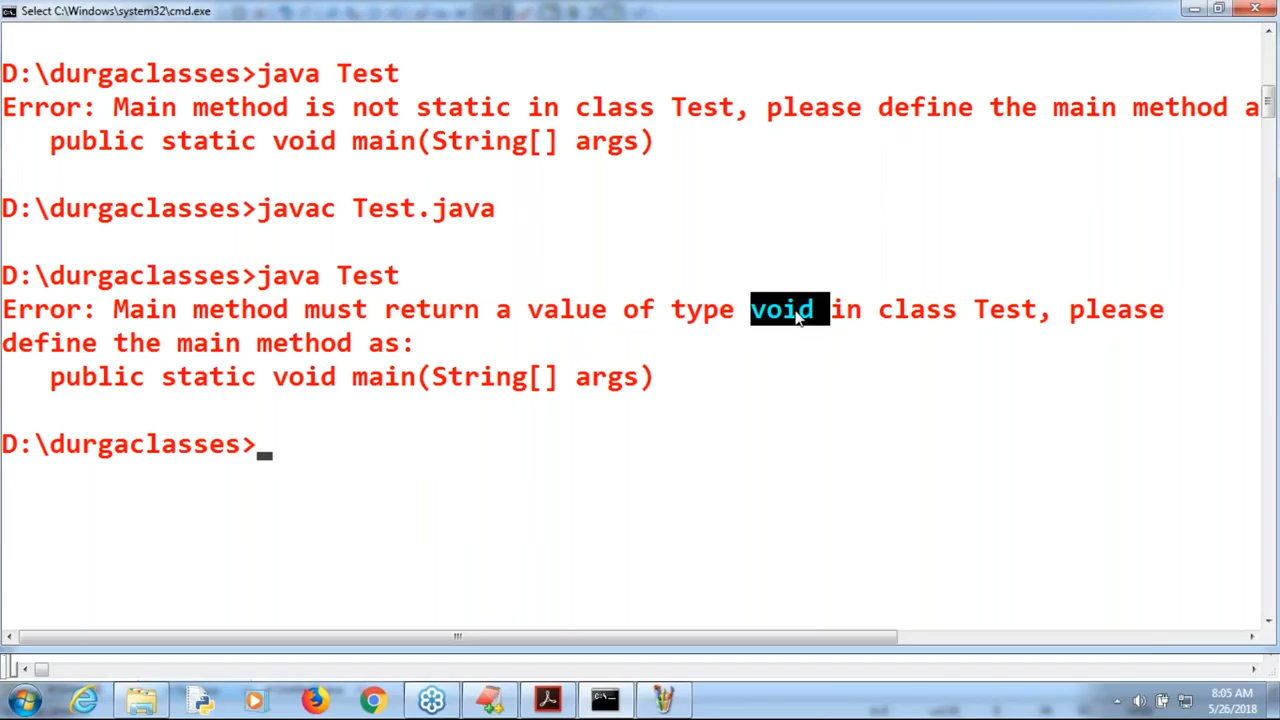 Select C:\Windows\system32\cmd.exe
D:\durgaclasses>java Test
Error: Main method is not static in class Test, please define the main method a
public static void main(String[] args)
D:\durgaclasses>javac Test.java
D:\durgaclasses>java Test
Error: Main method must return a value of type void in class Test, please
define the main method as:
public static void main(String[] args)
D:\durgaclasses>
8:05 AM
5/26/2018